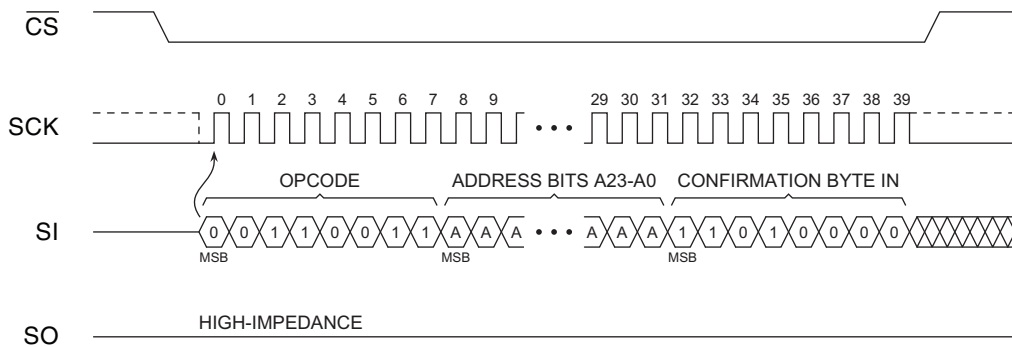 CS
SCK
0 1 2 3 4 5 6 7 8 9 29 30 31 32 33 34 35 36 37 38 39
OPCODE ADDRESS BITS A23-A0 CONFIRMATION BYTE IN
SI
0 0 1 1 0 0 1 1 A A A A A A 1 1 0 1 0 0 0 0
MSB MSB MSB
SO
HIGH-IMPEDANCE